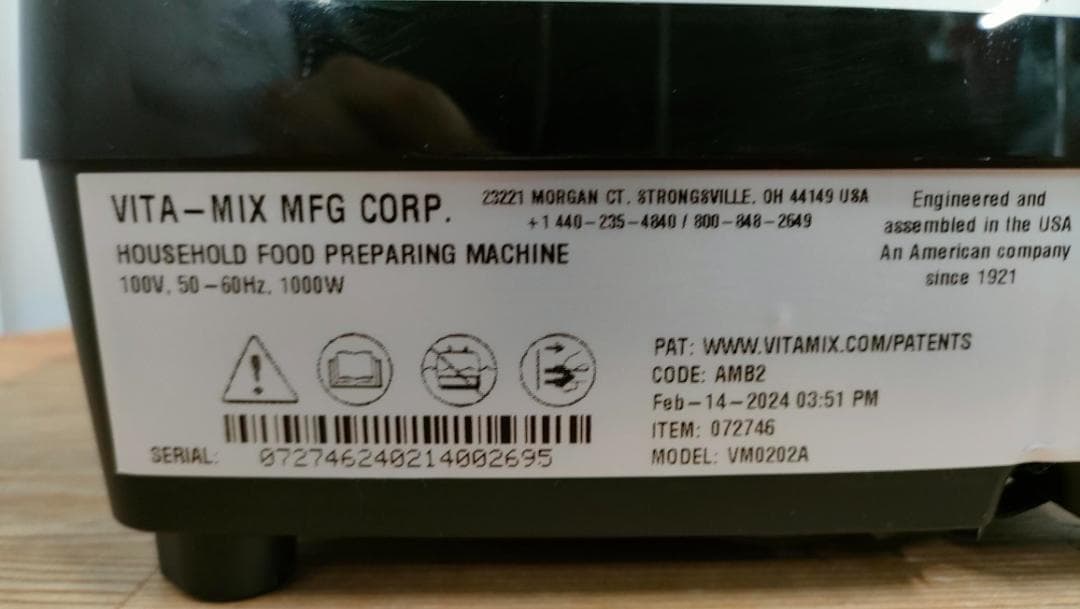 VITA-MIX MFG CORP.
23221 MORGAN CT. STRONGSVILLE, OH 44149 USA
+1 440-235-4840 / 800-848-2649
Engineered and
assembled in the USA
An American company
since 1921
HOUSEHOLD FOOD PREPARING MACHINE
100V, 50-60Hz, 1000W
PAT: WWW.VITAMIX.COM/PATENTS
CODE: AMB2
Feb-14-2024 03:51 PM
ITEM: 072746
MODEL: VM0202A
SERIAL: 072746240214002695